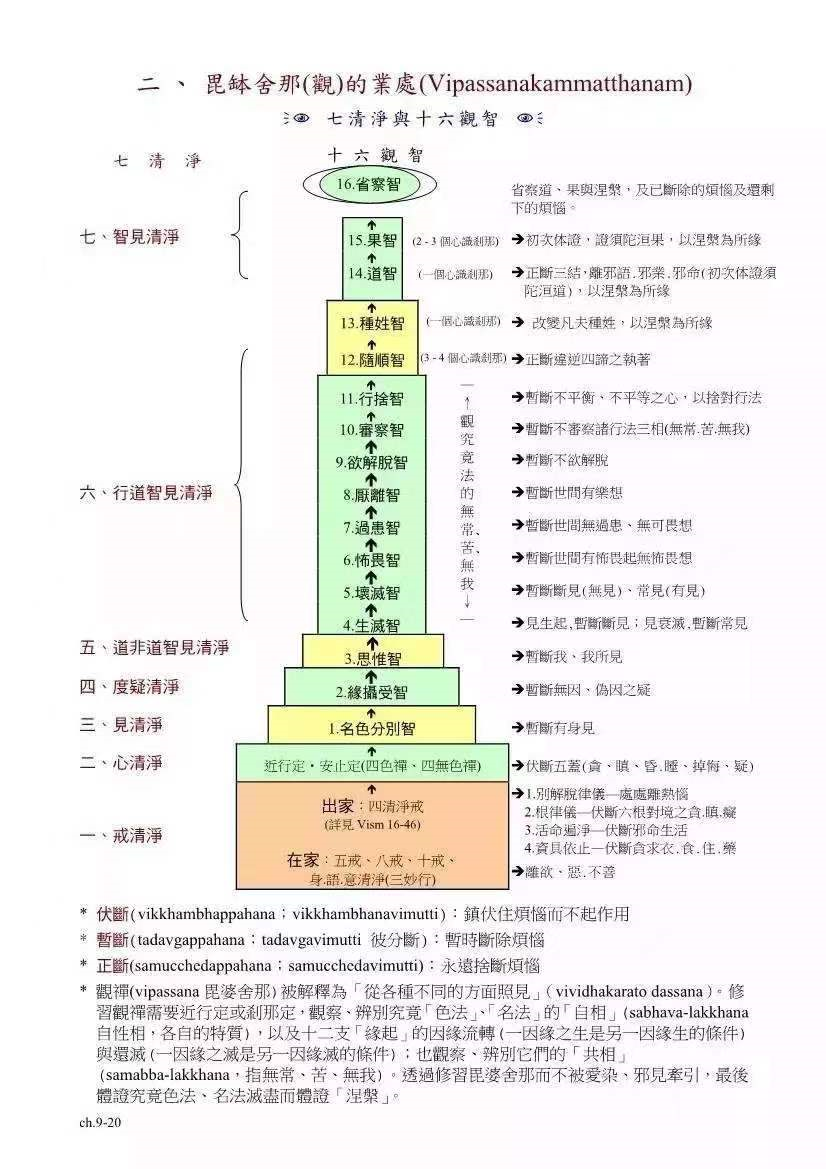 二 、 毘缽舍那(觀)的業處(Vipassanakammatthanam)
七清淨與十六觀智
七 清 淨
十 六 觀 智
16.省察智
省察道、果與涅槃，及已斷除的煩惱及還剩
下的煩惱。
七、智見清淨
15.果智 (2 - 3 個心識剎那) ➔初次体證，證須陀洹果，以涅槃為所緣
14.道智 (一個心識剎那) ➔正斷三結，離邪語.邪業.邪命(初次体證須
陀洹道)，以涅槃為所緣
13.種姓智 (一個心識剎那) ➔ 改變凡夫種姓，以涅槃為所緣
12.隨順智 (3 - 4 個心識剎那) ➔正斷違逆四諦之執著
11.行捨智 ➔暫斷不平衡、不平等之心，以捨對行法
10.審察智 ➔暫斷不審察諸行法三相(無常.苦.無我)
9.欲解脫智 ➔暫斷不欲解脫
六、行道智見清淨
8.厭離智 ➔暫斷世間有樂想
7.過患智 ➔暫斷世間無過患、無可畏想
6.怖畏智 ➔暫斷世間有怖畏起無怖畏想
5.壞滅智 ➔暫斷斷見(無見)、常見(有見)
4.生滅智 ➔見生起,暫斷斷見；見衰滅,暫斷常見
︱←觀究竟法的無常、苦、無我→︱
五、道非道智見清淨
3.思惟智 ➔暫斷我、我所見
四、度疑清淨
2.緣攝受智 ➔暫斷無因、偽因之疑
三、見清淨
1.名色分別智 ➔暫斷有身見
二、心清淨
近行定・安止定(四色禪、四無色禪) ➔伏斷五蓋(貪、瞋、昏.睡、掉悔、疑)
一、戒清淨
出家：四清淨戒
(詳見 Vism 16-46)
在家：五戒、八戒、十戒、
身.語.意清淨(三妙行)
➔1.別解脫律儀—處處離熱惱
2.根律儀—伏斷六根對境之貪.瞋.癡
3.活命遍淨—伏斷邪命生活
4.資具依止—伏斷貪求衣.食.住.藥
➔離欲、惡.不善
* 伏斷(vikkhambhappahana；vikkhambhanavimutti)：鎮伏住煩惱而不起作用
* 暫斷(tadavgappahana；tadavgavimutti 彼分斷)：暫時斷除煩惱
* 正斷(samucchedappahana；samucchedavimutti)：永遠捨斷煩惱
* 觀禪(vipassana 毘婆舍那)被解釋為「從各種不同的方面照見」（vividhakarato dassana）。修
習觀禪需要近行定或剎那定，觀察、辨別究竟「色法」、「名法」的「自相」(sabhava-lakkhana
自性相，各自的特質)，以及十二支「緣起」的因緣流轉(一因緣之生是另一因緣生的條件)
與還滅(一因緣之滅是另一因緣滅的條件)；也觀察、辨別它們的「共相」
(samabba-lakkhana，指無常、苦、無我)。透過修習毘婆舍那而不被愛染、邪見牽引，最後
體證究竟色法、名法滅盡而體證「涅槃」。
ch.9-20